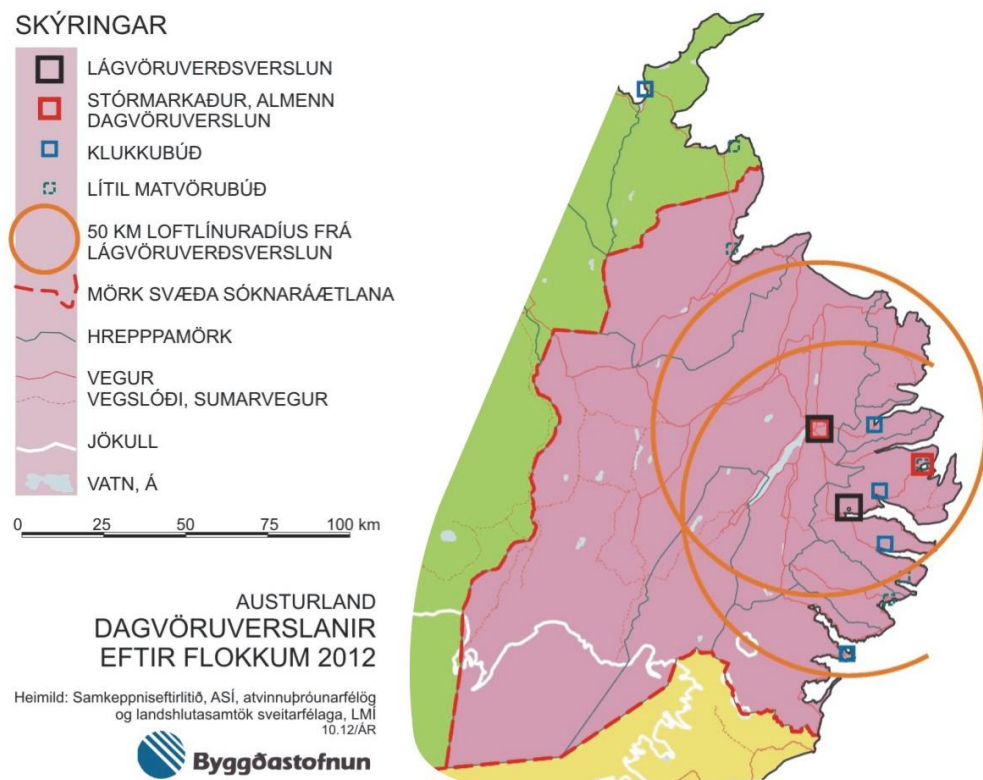 SKÝRINGAR
LÁGVÖRUVERÐSVERSLUN
STÓRMARKAÐUR, ALMENN
DAGVÖRUVERSLUN
KLUKKUBÚÐ
LÍTIL MATVÖRUBÚÐ
50 KM LOFTLÍNURADÍUS FRÁ
LÁGVÖRUVERÐSVERSLUN
MÖRK SVÆÐA SÓKNARÁÆTLANA
HREPPPAMÖRK
VEGUR
VEGSLÓÐI, SUMARVEGUR
JÖKULL
VATN, Á
0 25 50 75 100 km
AUSTURLAND
DAGVÖRUVERSLANIR
EFTIR FLOKKUM 2012
Heimild: Samkeppniseftirlitið, ASÍ, atvinnuþróunarfélög
og landshlutasamtök sveitarfélaga, LMÍ
10.12/ÁR
Byggðastofnun